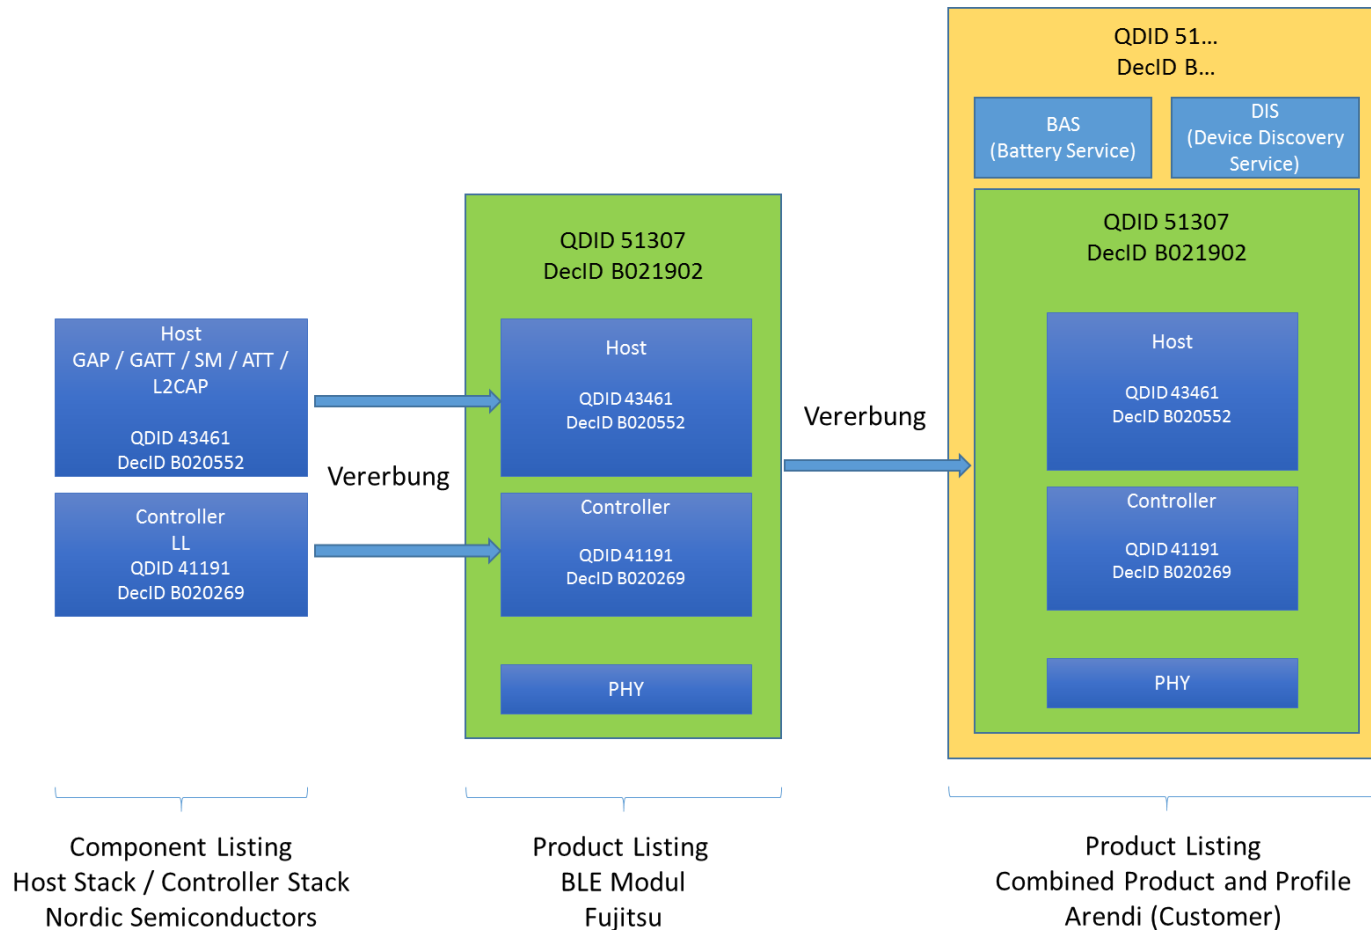 Host
GAP / GATT / SM / ATT /
L2CAP
QDID 43461
DecID B020552
Controller
LL
QDID 41191
DecID B020269
Vererbung
Component Listing
Host Stack / Controller Stack
Nordic Semiconductors
QDID 51307
DecID B021902
Host
QDID 43461
DecID B020552
Controller
QDID 41191
DecID B020269
PHY
Product Listing
BLE Modul
Fujitsu
Vererbung
QDID 51...
DecID B...
BAS
(Battery Service)
DIS
(Device Discovery
Service)
QDID 51307
DecID B021902
Host
QDID 43461
DecID B020552
Controller
QDID 41191
DecID B020269
PHY
Product Listing
Combined Product and Profile
Arendi (Customer)